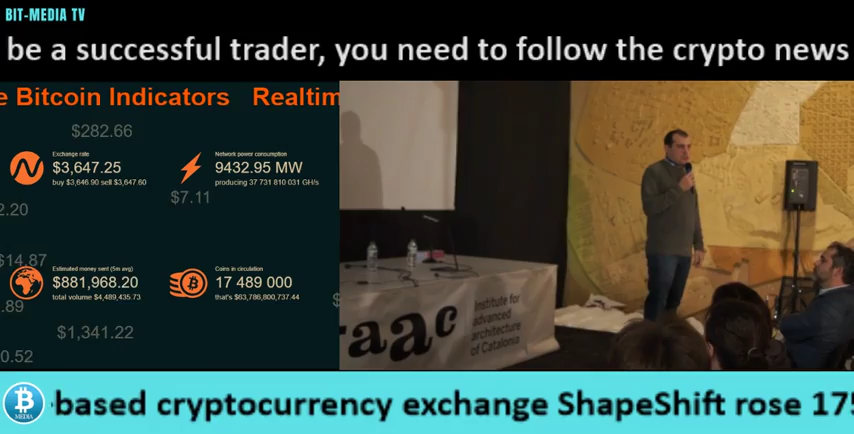 BIT-MEDIA TV
be a successful trader, you need to follow the crypto news
e Bitcoin Indicators Realtim
$282.66
Exchange rate
$3,647.25
buy $3,646.90 sell $3,647.60
Network power consumption
9432.95 MW
producing 37 731 810 031 GH/s
$7.11
2.20
$14.87
Estimated money sent (5m avg)
$881,968.20
total volume $4,489,435.73
Coins in circulation
17 489 000
that's $63,786,800,737.44
.89
$
$1,341.22
0.52
raac
Institute for
advanced
architecture
of Catalonia
B
MEDIA
based cryptocurrency exchange ShapeShift rose 175